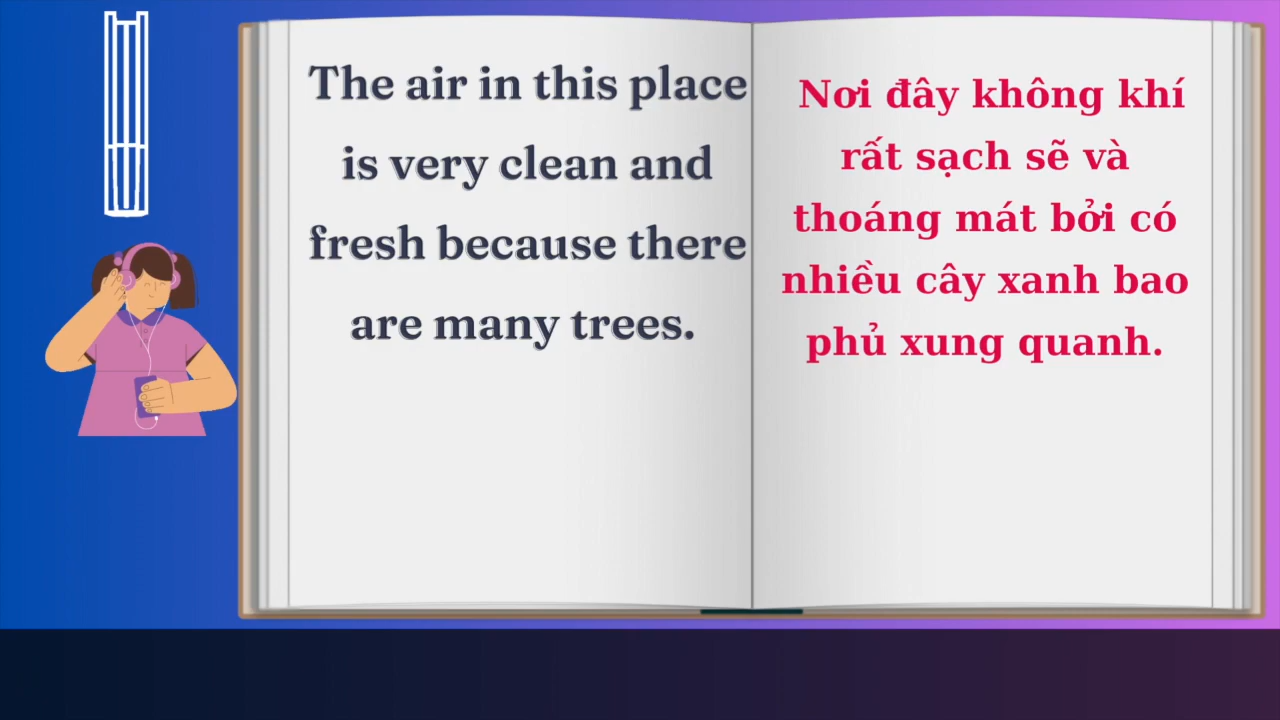 The air in this place
is very clean and
fresh because there
are many trees.
Nơi đây không khí
rất sạch sẽ và
thoáng mát bởi có
nhiều cây xanh bao
phủ xung quanh.